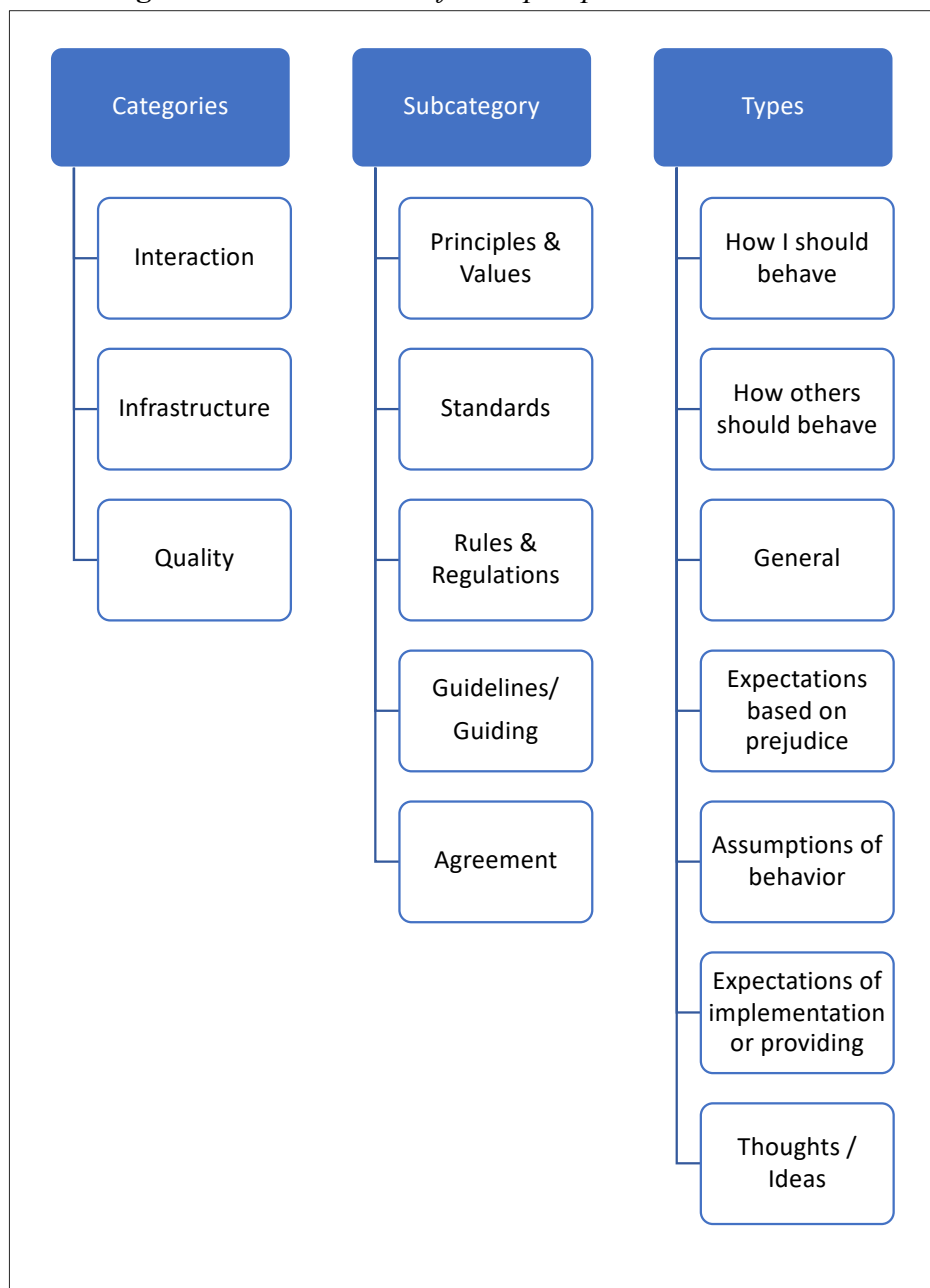 Categories
Interaction
Infrastructure
Quality
Subcategory
Principles &
Values
Standards
Rules &
Regulations
Guidelines/
Guiding
Agreement
Types
How I should
behave
How others
should behave
General
Expectations
based on
prejudice
Assumptions of
behavior
Expectations of
implementation
or providing
Thoughts /
Ideas